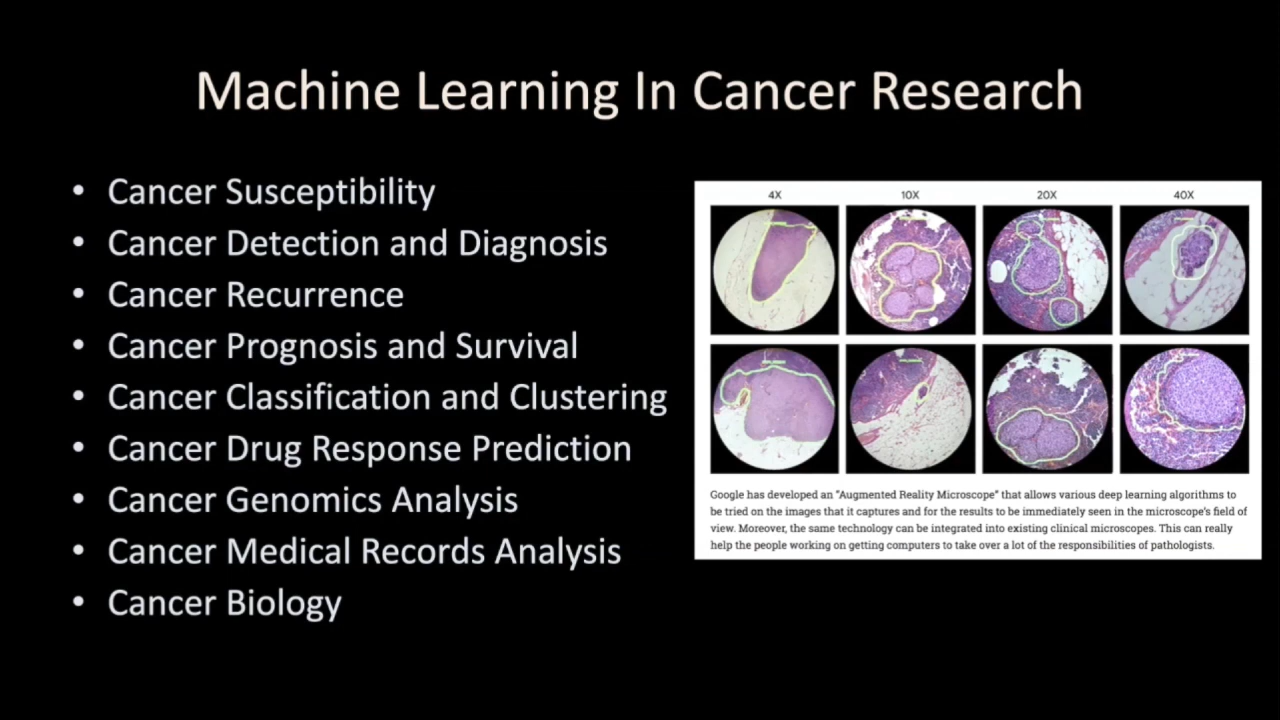 Machine Learning In Cancer Research
• Cancer Susceptibility
• Cancer Detection and Diagnosis
• Cancer Recurrence
• Cancer Prognosis and Survival
• Cancer Classification and Clustering
• Cancer Drug Response Prediction
• Cancer Genomics Analysis
• Cancer Medical Records Analysis
• Cancer Biology
4X 10X 20X 40X
Google has developed an "Augmented Reality Microscope" that allows various deep learning algorithms to
be tried on the images that it captures and for the results to be immediately seen in the microscope's field of
view. Moreover, the same technology can be integrated into existing clinical microscopes. This can really
help the people working on getting computers to take over a lot of the responsibilities of pathologists.